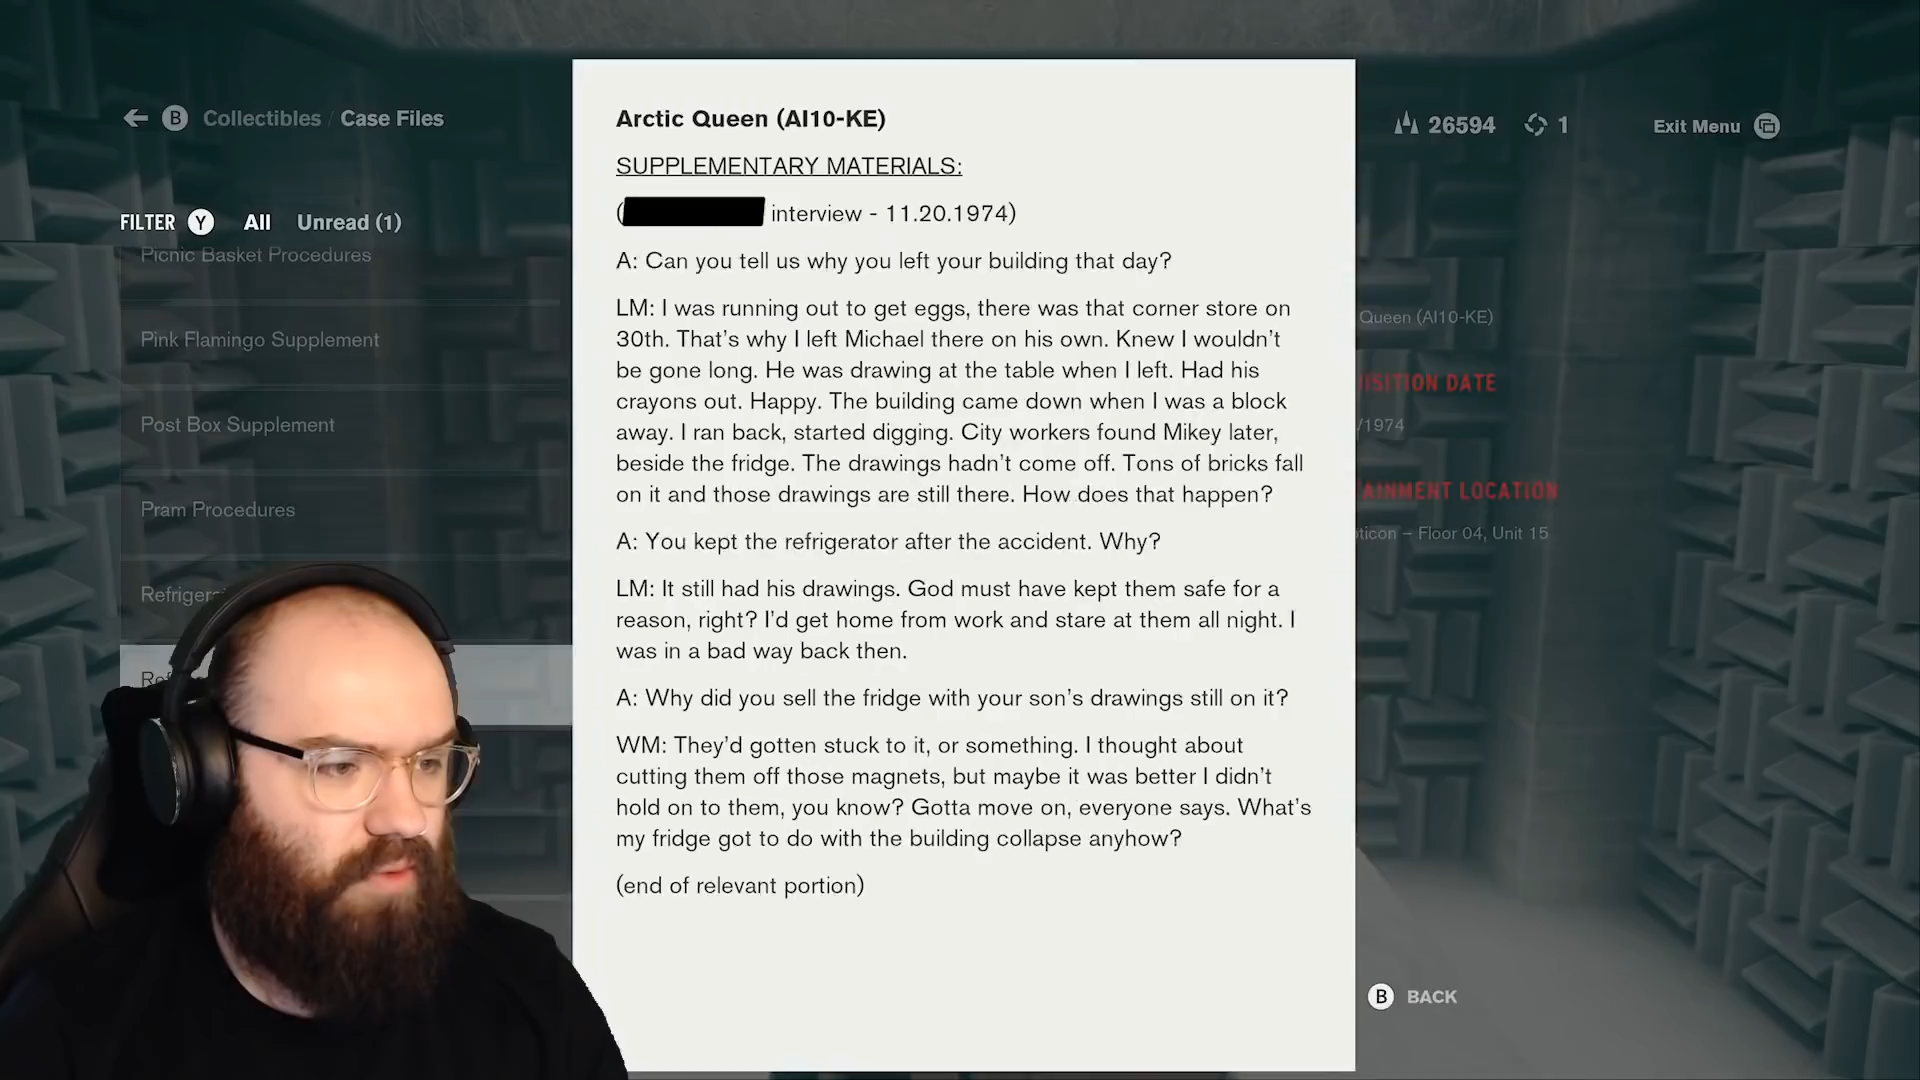 B Collectibles / Case Files
26594 1 Exit Menu
FILTER Y All Unread (1)
Picnic Basket Procedures
Pink Flamingo Supplement
Post Box Supplement
Pram Procedures
Arctic Queen (AI10-KE)
SUPPLEMENTARY MATERIALS:
( interview - 11.20.1974)
A: Can you tell us why you left your building that day?
LM: I was running out to get eggs, there was that corner store on
30th. That's why I left Michael there on his own. Knew I wouldn't
be gone long. He was drawing at the table when I left. Had his
crayons out. Happy. The building came down when I was a block
away. I ran back, started digging. City workers found Mikey later,
beside the fridge. The drawings hadn't come off. Tons of bricks fall
on it and those drawings are still there. How does that happen?
A: You kept the refrigerator after the accident. Why?
LM: It still had his drawings. God must have kept them safe for a
reason, right? I'd get home from work and stare at them all night. I
was in a bad way back then.
A: Why did you sell the fridge with your son's drawings still on it?
WM: They'd gotten stuck to it, or something. I thought about
cutting them off those magnets, but maybe it was better I didn't
hold on to them, you know? Gotta move on, everyone says. What's
my fridge got to do with the building collapse anyhow?
(end of relevant portion)
Queen (AI10-KE)
ISITION DATE
/1974
AINMENT LOCATION
ticon – Floor 04, Unit 15
B BACK